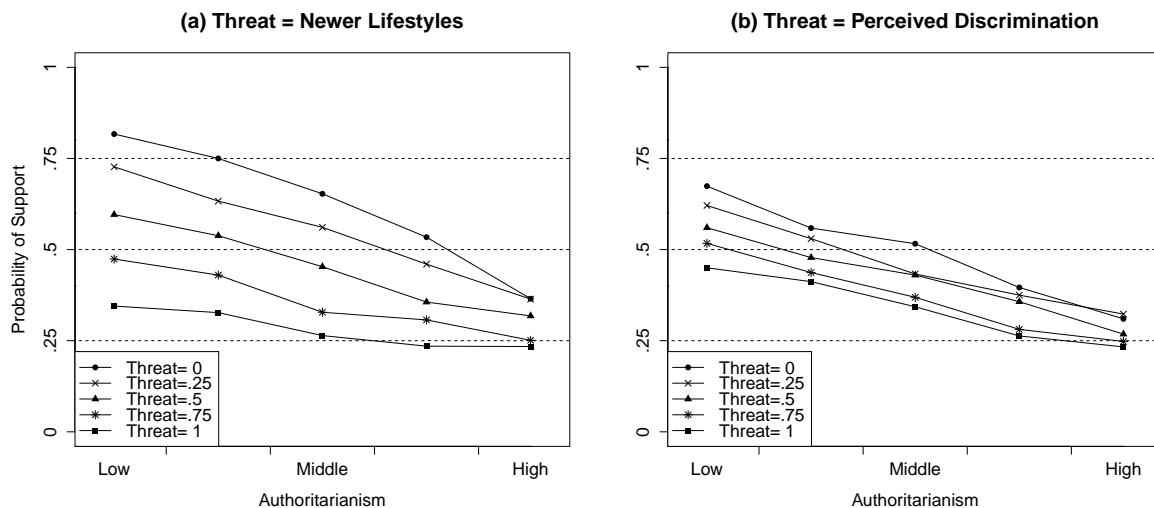 (a) Threat = Newer Lifestyles
Probability of Support
1
.75
.5
.25
0
Threat= 0
Threat=.25
Threat=.5
Threat=.75
Threat= 1
Low
Middle
High
Authoritarianism
(b) Threat = Perceived Discrimination
1
.75
.5
.25
0
Threat= 0
Threat=.25
Threat=.5
Threat=.75
Threat= 1
Low
Middle
High
Authoritarianism